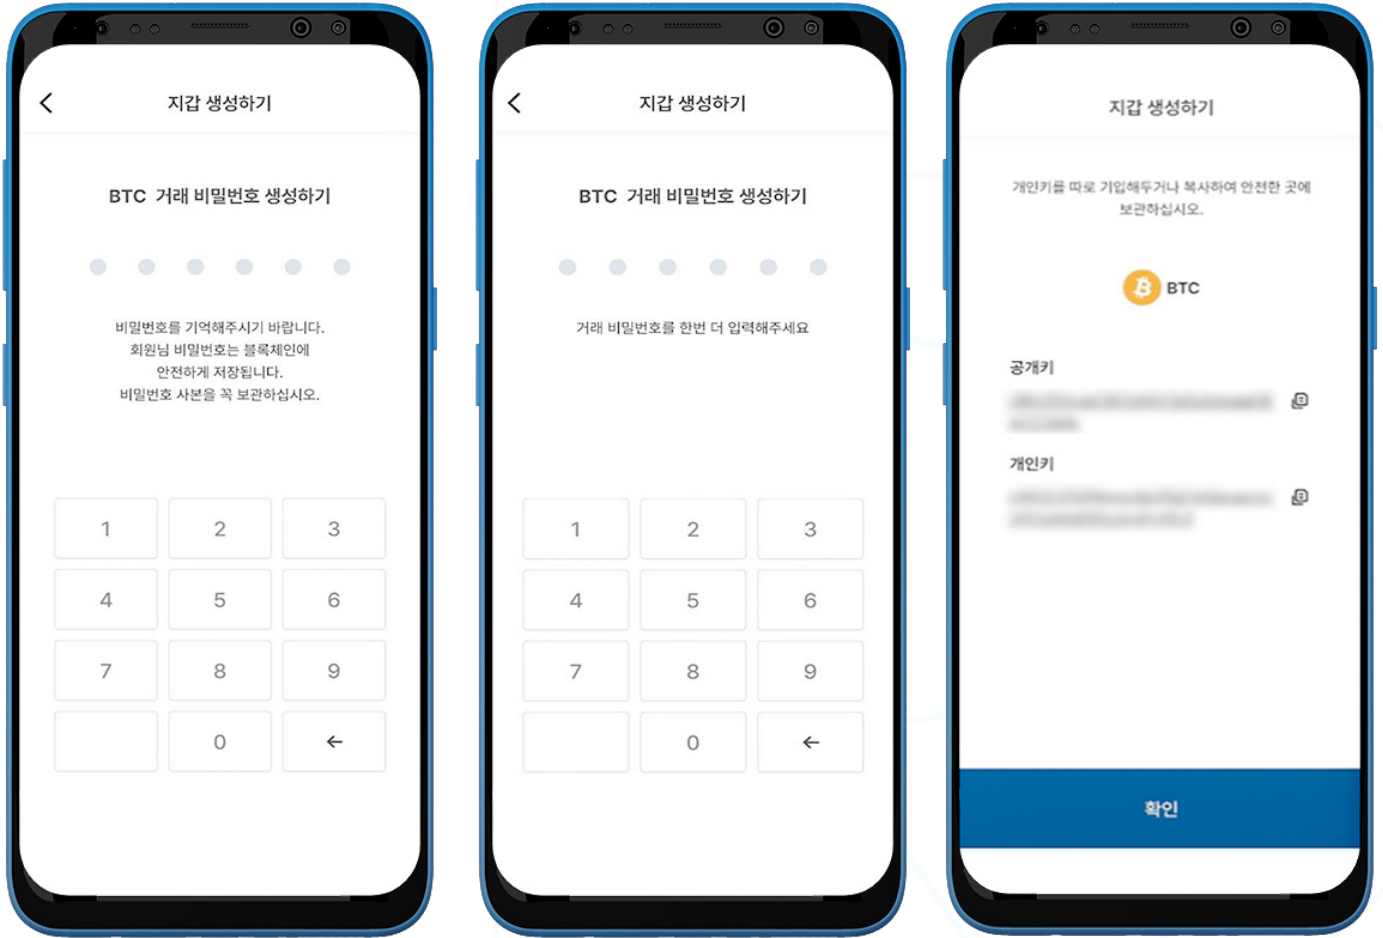 지갑 생성하기
BTC 거래 비밀번호 생성하기
비밀번호를 기억해주시기 바랍니다.
회원님 비밀번호는 블록체인에
안전하게 저장됩니다.
비밀번호 사본을 꼭 보관하십시오.
1 2 3
4 5 6
7 8 9
0 ←
지갑 생성하기
BTC 거래 비밀번호 생성하기
거래 비밀번호를 한번 더 입력해주세요
1 2 3
4 5 6
7 8 9
0 ←
지갑 생성하기
개인키를 따로 기입해두거나 복사하여 안전한 곳에
보관하십시오.
BTC
공개키
개인키
확인